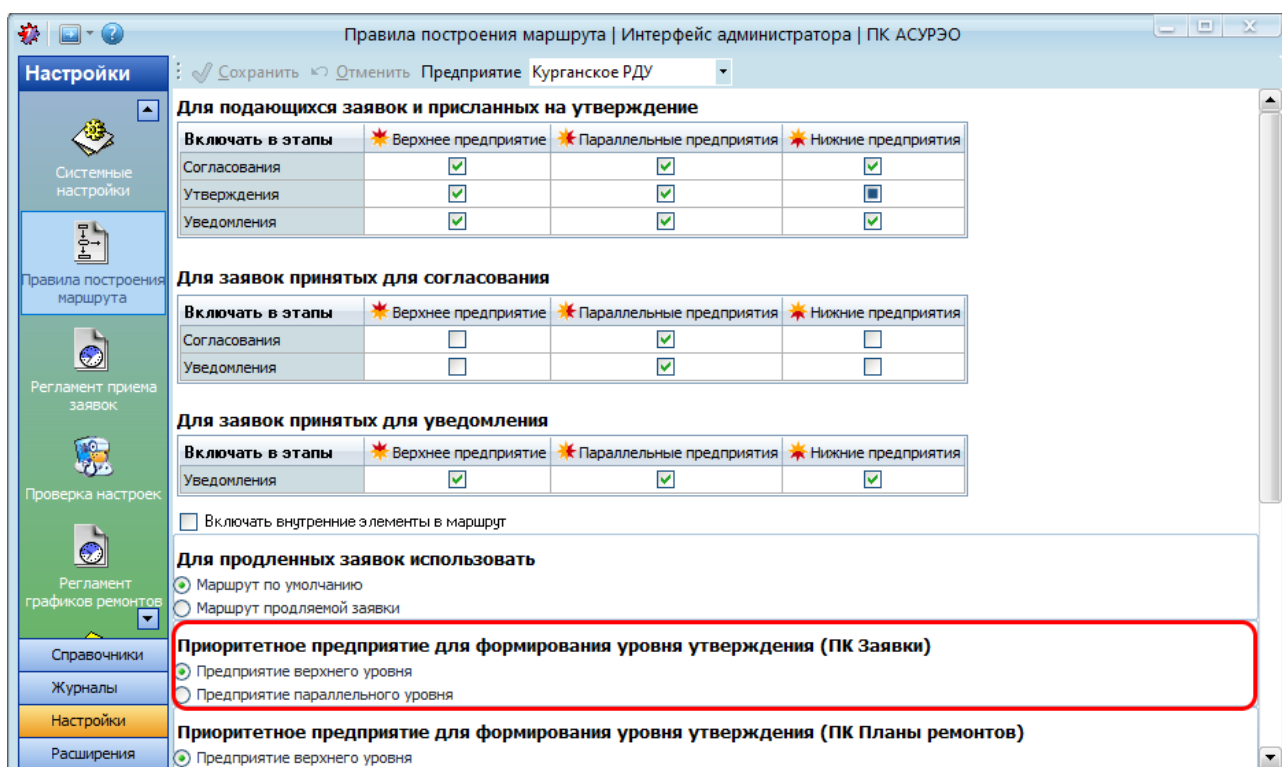 Правила построения маршрута | Интерфейс администратора | ПК АСУРЭО
Настройки
Сохранить Отменить Предприятие Курганское РДУ
Системные
настройки
Правила построения
маршрута
Регламент приема
заявок
Проверка настроек
Регламент
графиков ремонтов
Справочники
Журналы
Настройки
Расширения
Для подающихся заявок и присланных на утверждение
Включать в этапы Верхнее предприятие Параллельные предприятия Нижние предприятия
Согласования
Утверждения
Уведомления
Для заявок принятых для согласования
Включать в этапы Верхнее предприятие Параллельные предприятия Нижние предприятия
Согласования
Уведомления
Для заявок принятых для уведомления
Включать в этапы Верхнее предприятие Параллельные предприятия Нижние предприятия
Уведомления
Включать внутренние элементы в маршрут
Для продленных заявок использовать
Маршрут по умолчанию
Маршрут продляемой заявки
Приоритетное предприятие для формирования уровня утверждения (ПК Заявки)
Предприятие верхнего уровня
Предприятие параллельного уровня
Приоритетное предприятие для формирования уровня утверждения (ПК Планы ремонтов)
Предприятие верхнего уровня